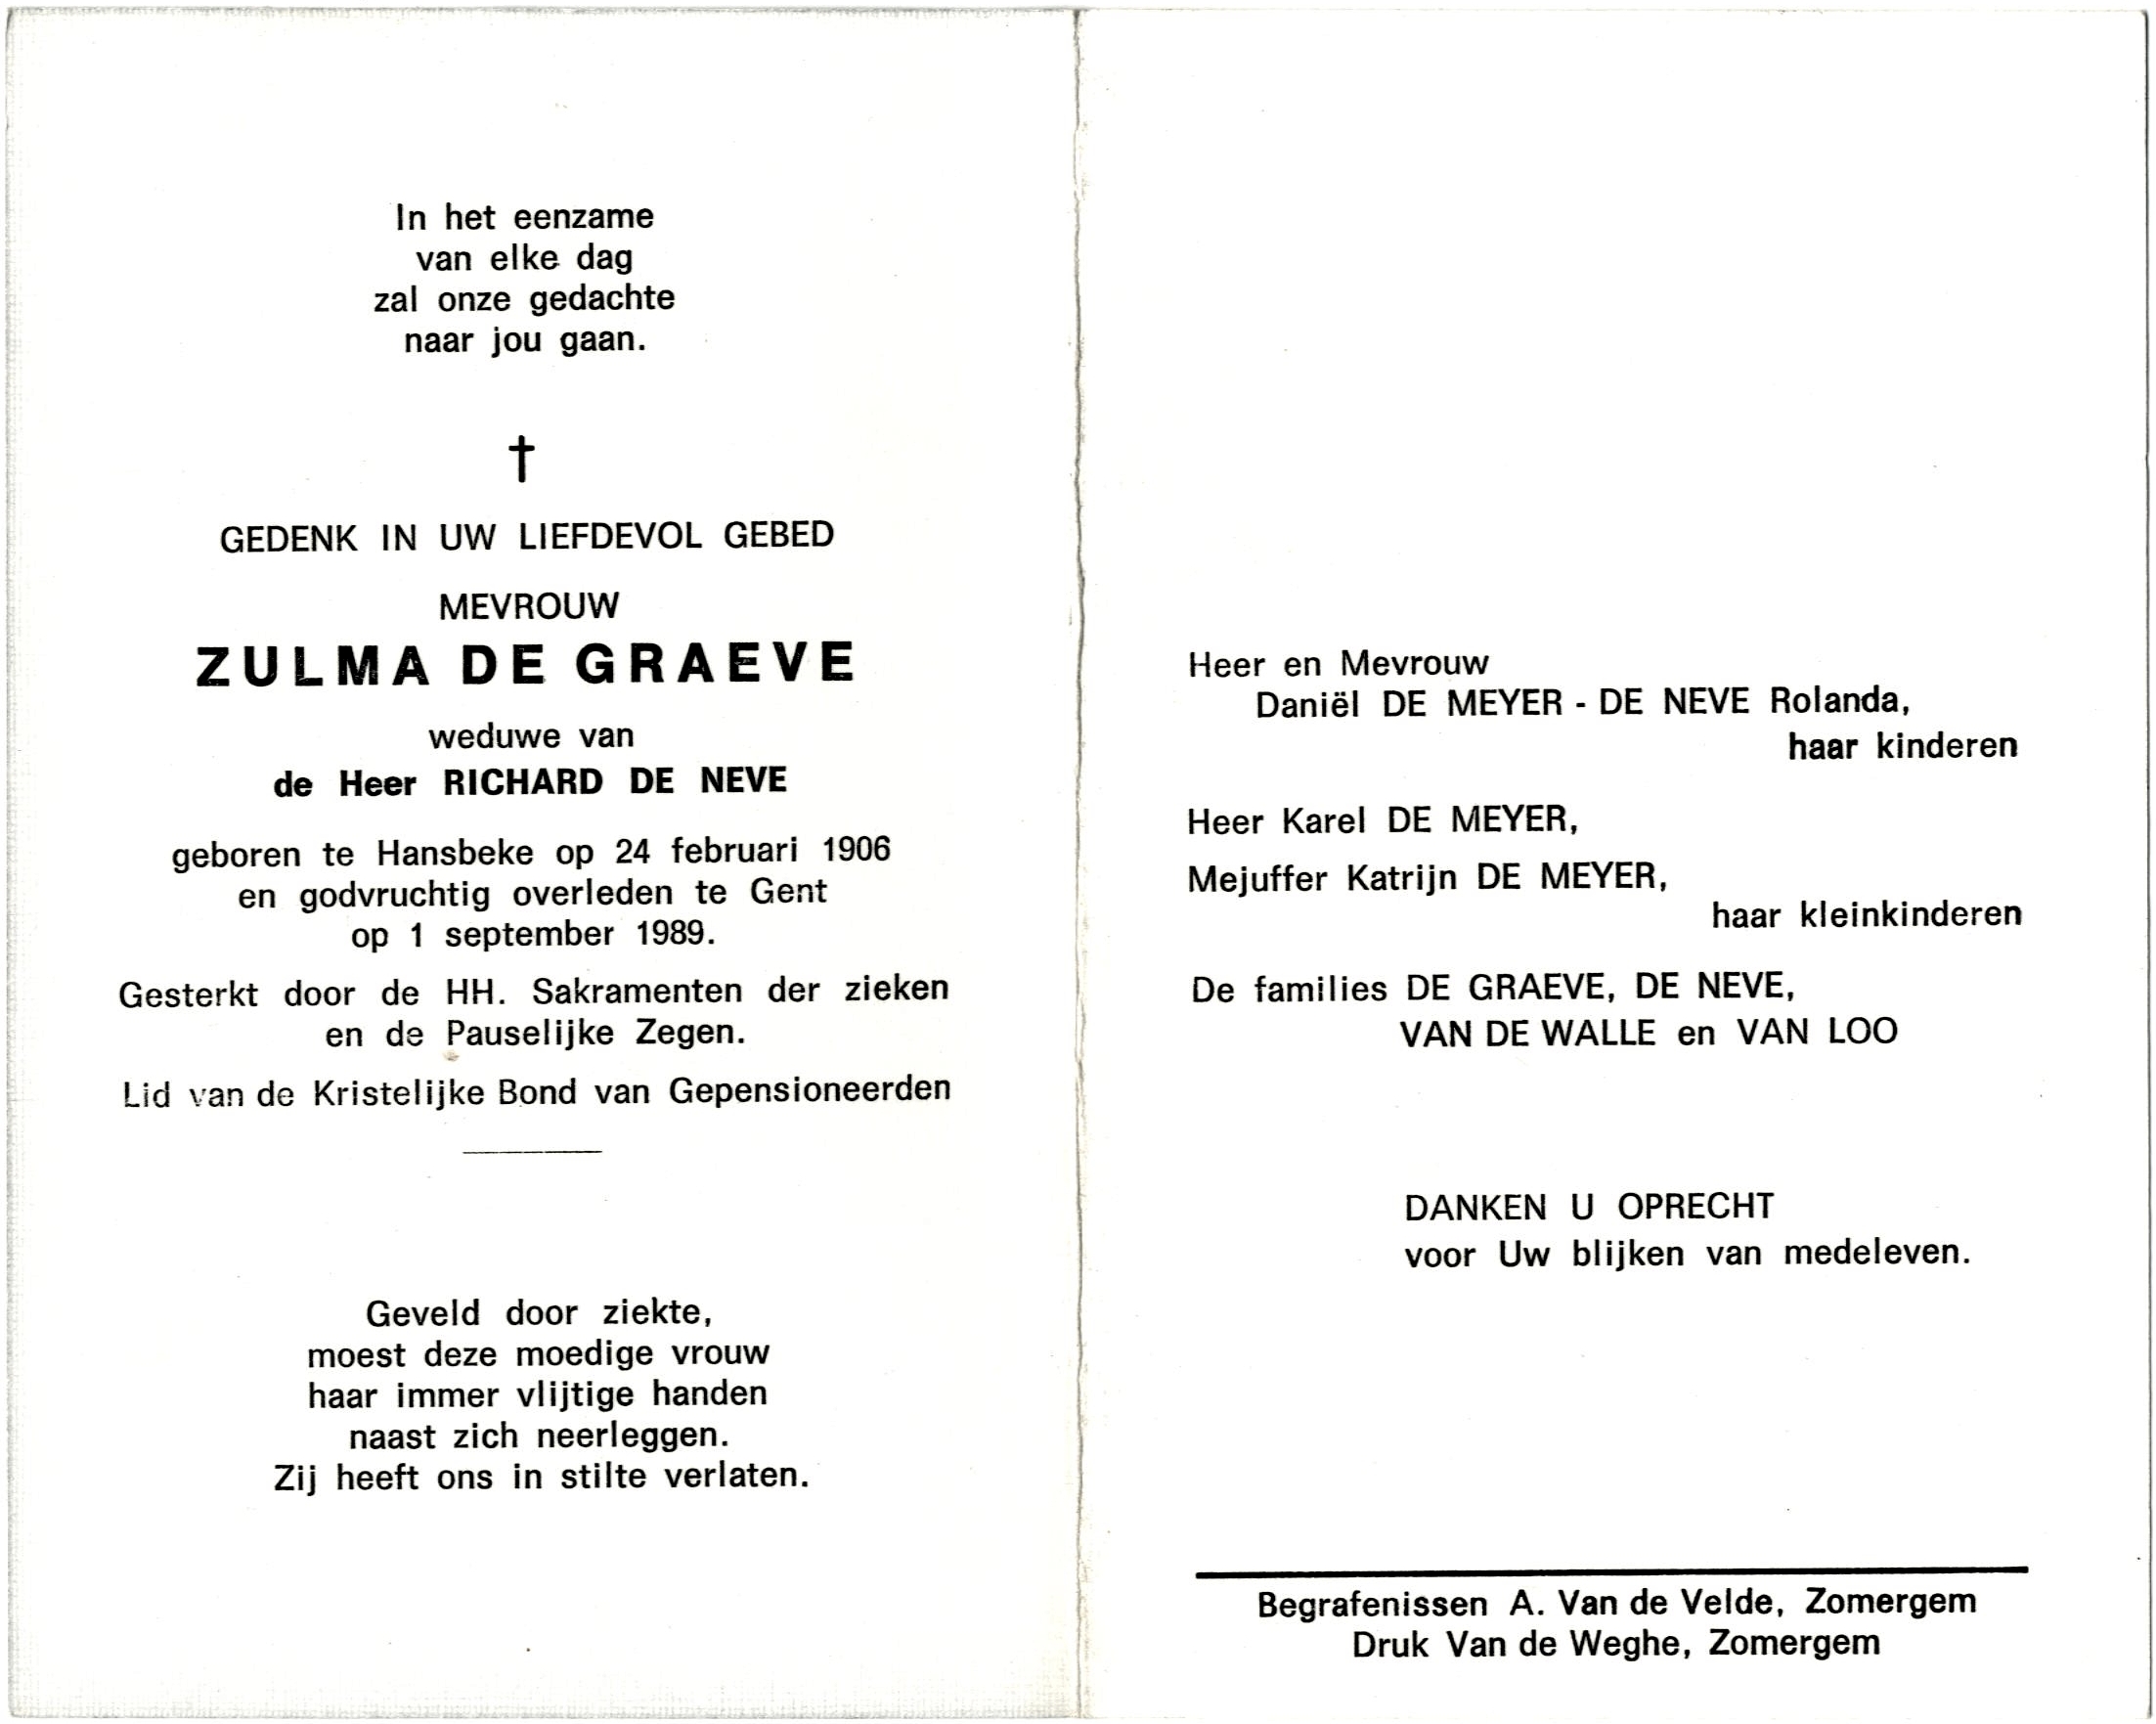 In het eenzame
van elke dag
zal onze gedachte
naar jou gaan.
†
GEDENK IN UW LIEFDEVOL GEBED
MEVROUW
ZULMA DE GRAEVE
weduwe van
de Heer RICHARD DE NEVE
geboren te Hansbeke op 24 februari 1906
en godvruchtig overleden te Gent
op 1 september 1989.
Gesterkt door de HH. Sakramenten der zieken
en de Pauselijke Zegen.
Lid van de Kristelijke Bond van Gepensioneerden
Geveld door ziekte,
moest deze moedige vrouw
haar immer vlijtige handen
naast zich neerleggen.
Zij heeft ons in stilte verlaten.
Heer en Mevrouw
Daniël DE MEYER - DE NEVE Rolanda,
haar kinderen
Heer Karel DE MEYER,
Mejuffer Katrijn DE MEYER,
haar kleinkinderen
De families DE GRAEVE, DE NEVE,
VAN DE WALLE en VAN LOO
DANKEN U OPRECHT
voor Uw blijken van medeleven.
Begrafenissen A. Van de Velde, Zomergem
Druk Van de Weghe, Zomergem